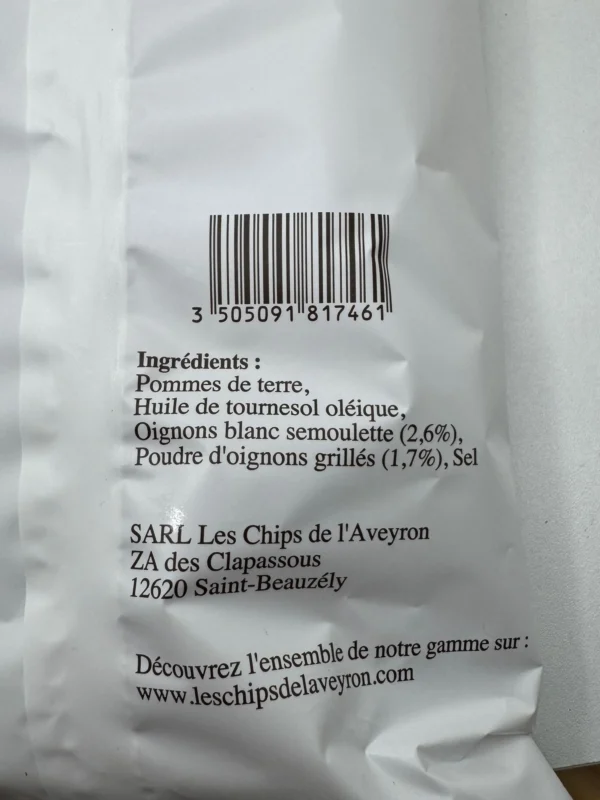 3 505091 817461
Ingrédients :
Pommes de terre,
Huile de tournesol oléique,
Oignons blanc semoulette (2,6%),
Poudre d'oignons grillés (1,7%), Sel
SARL Les Chips de l'Aveyron
ZA des Clapassous
12620 Saint-Beauzély
Découvrez l'ensemble de notre gamme sur :
www.leschipsdelaveyron.com